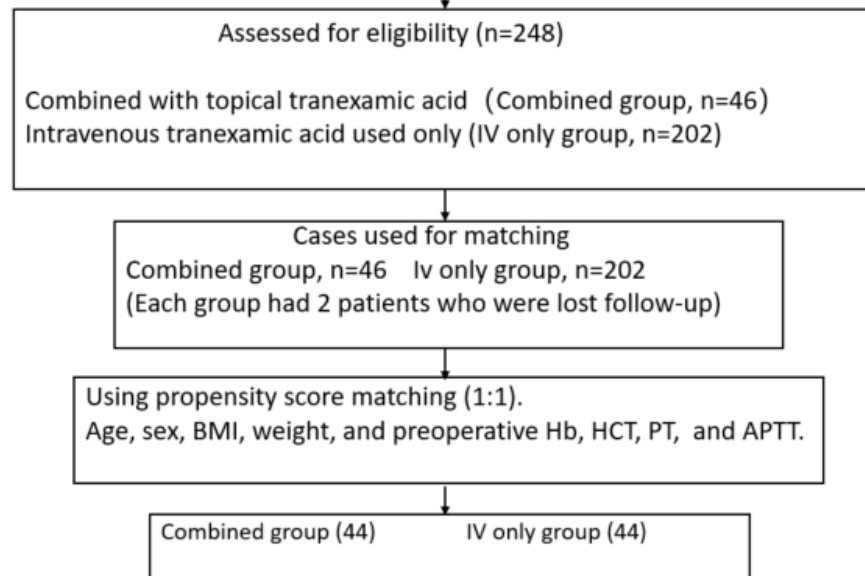 Assessed for eligibility (n=248)
Combined with topical tranexamic acid （Combined group, n=46)
Intravenous tranexamic acid used only (IV only group, n=202)
Cases used for matching
Combined group, n=46 Iv only group, n=202
(Each group had 2 patients who were lost follow-up)
Using propensity score matching (1:1).
Age, sex, BMI, weight, and preoperative Hb, HCT, PT, and APTT.
Combined group (44) IV only group (44)